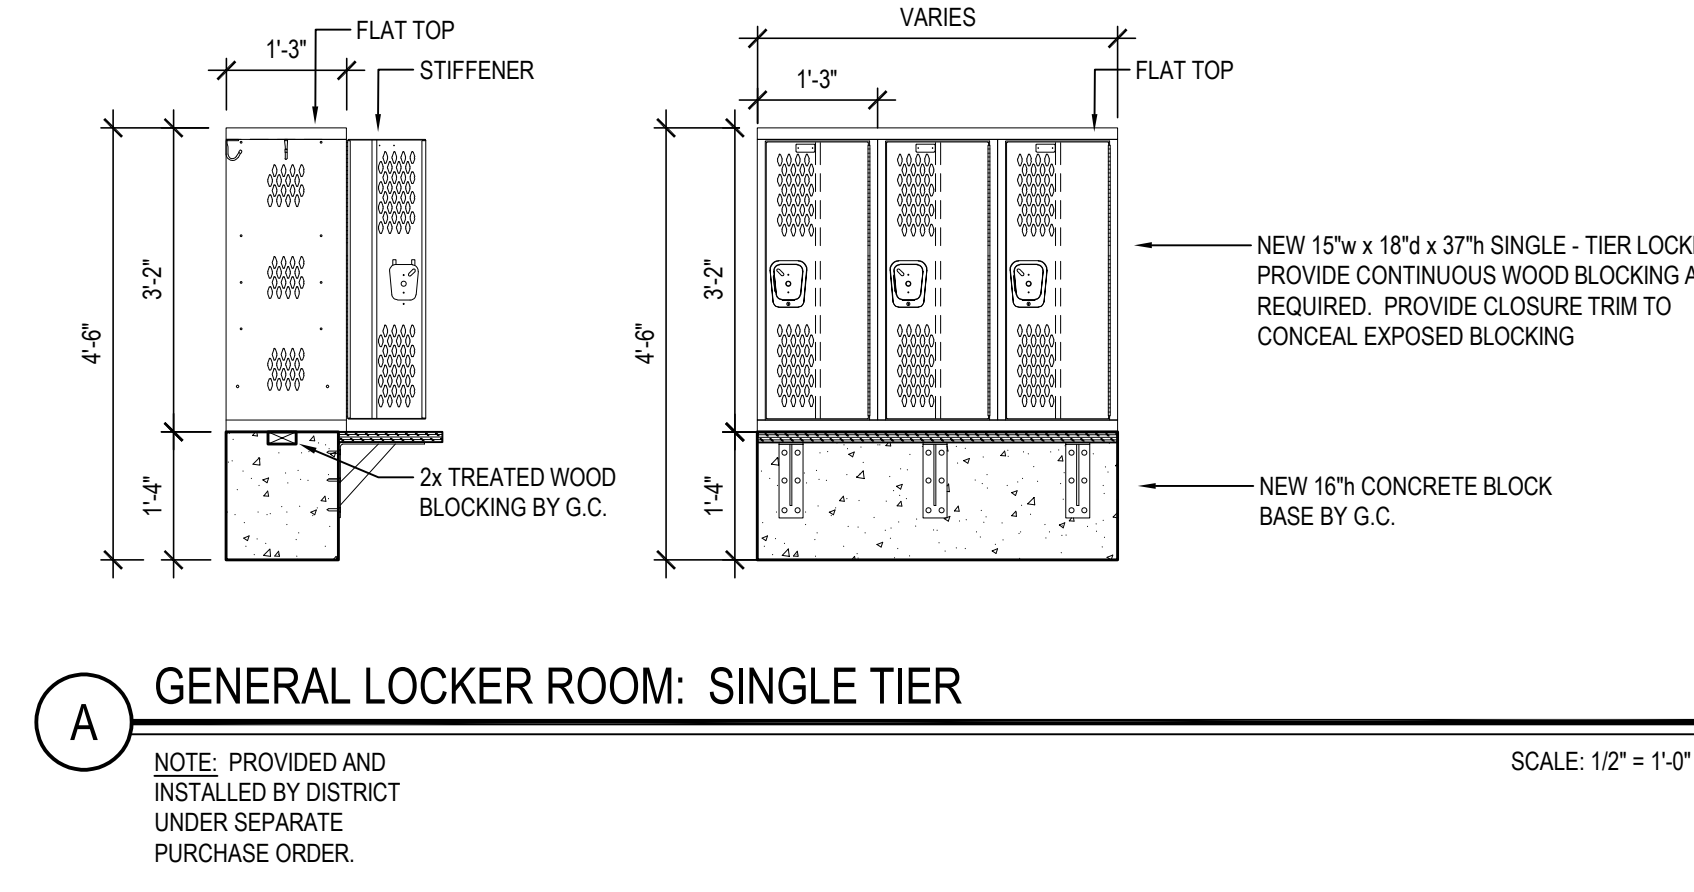 FLAT TOP
1'-3"
STIFFENER
3'-2"
4'-6"
1'-4"
2x TREATED WOOD
BLOCKING BY G.C.
VARIES
1'-3"
FLAT TOP
3'-2"
4'-6"
1'-4"
NEW 15"w x 18"d x 37"h SINGLE - TIER
PROVIDE CONTINUOUS WOOD BLOCKING
REQUIRED. PROVIDE CLOSURE TRIM TO
CONCEAL EXPOSED BLOCKING
NEW 16"h CONCRETE BLOCK
BASE BY G.C.
A
GENERAL LOCKER ROOM: SINGLE TIER
NOTE: PROVIDED AND
INSTALLED BY DISTRICT
UNDER SEPARATE
PURCHASE ORDER.
SCALE: 1/2" = 1'-0"